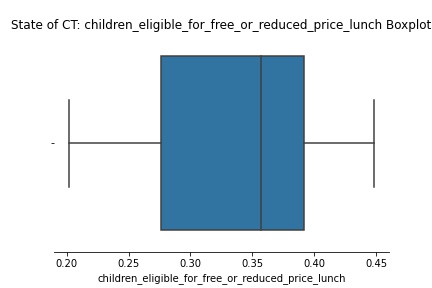 State of CT: children_eligible_for_free_or_reduced_price_lunch Boxplot
-
0.20 0.25 0.30 0.35 0.40 0.45
children_eligible_for_free_or_reduced_price_lunch